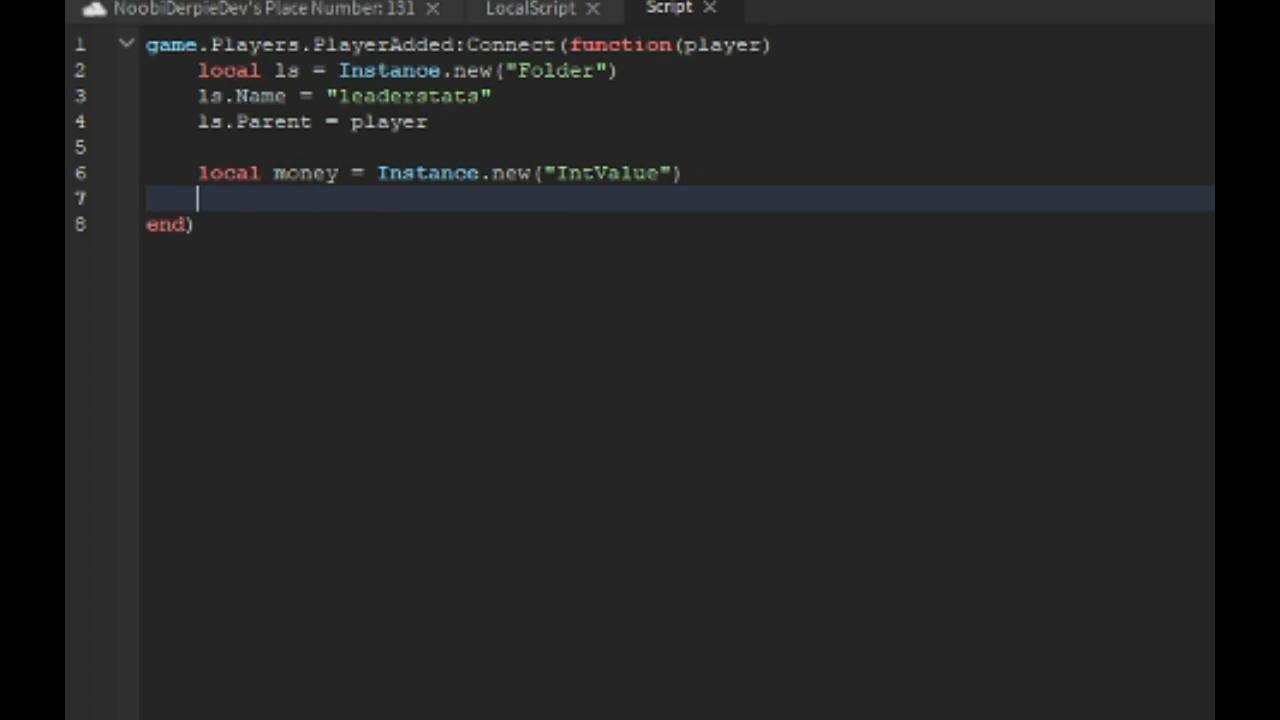 NoobiDerpieDev's Place Number: 131 × LocalScript × Script ×
1 game.Players.PlayerAdded:Connect(function(player)
2 local ls = Instance.new("Folder")
3 ls.Name = "leaderstats"
4 ls.Parent = player
5
6 local money = Instance.new("IntValue")
7
8 end)